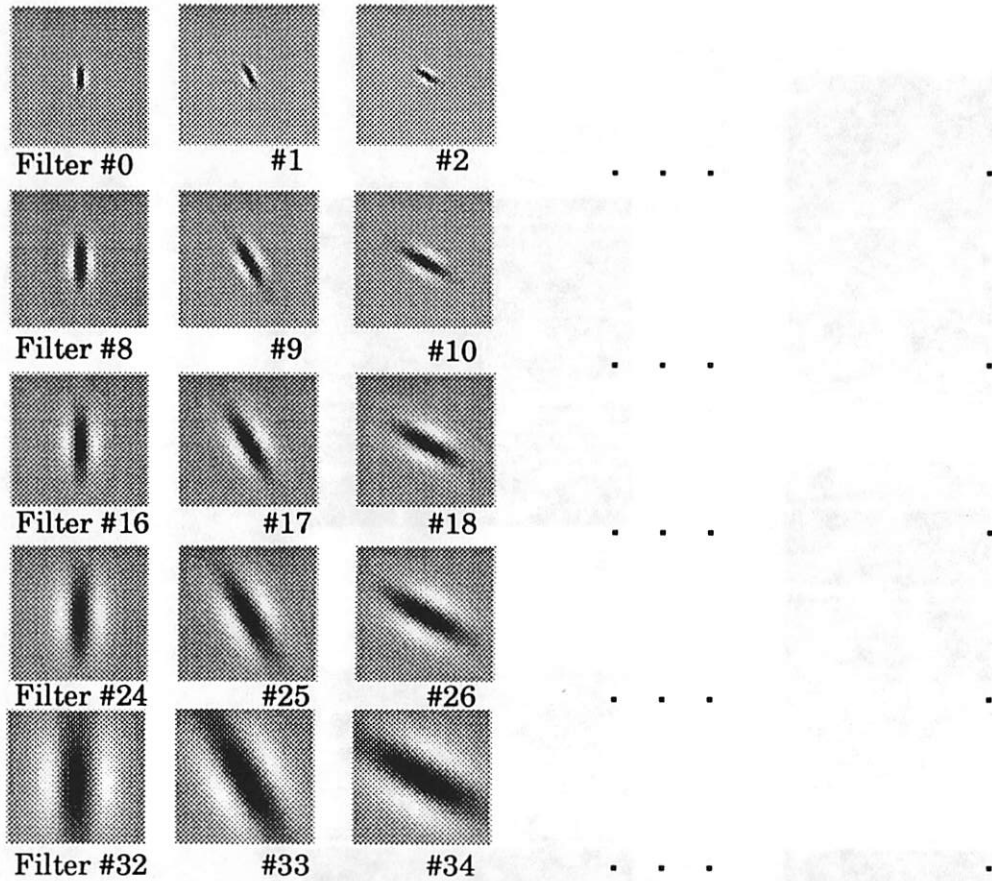 Filter #0 #1 #2 . . . .
Filter #8 #9 #10 . . . .
Filter #16 #17 #18 . . . .
Filter #24 #25 #26 . . . .
Filter #32 #33 #34 . . . .